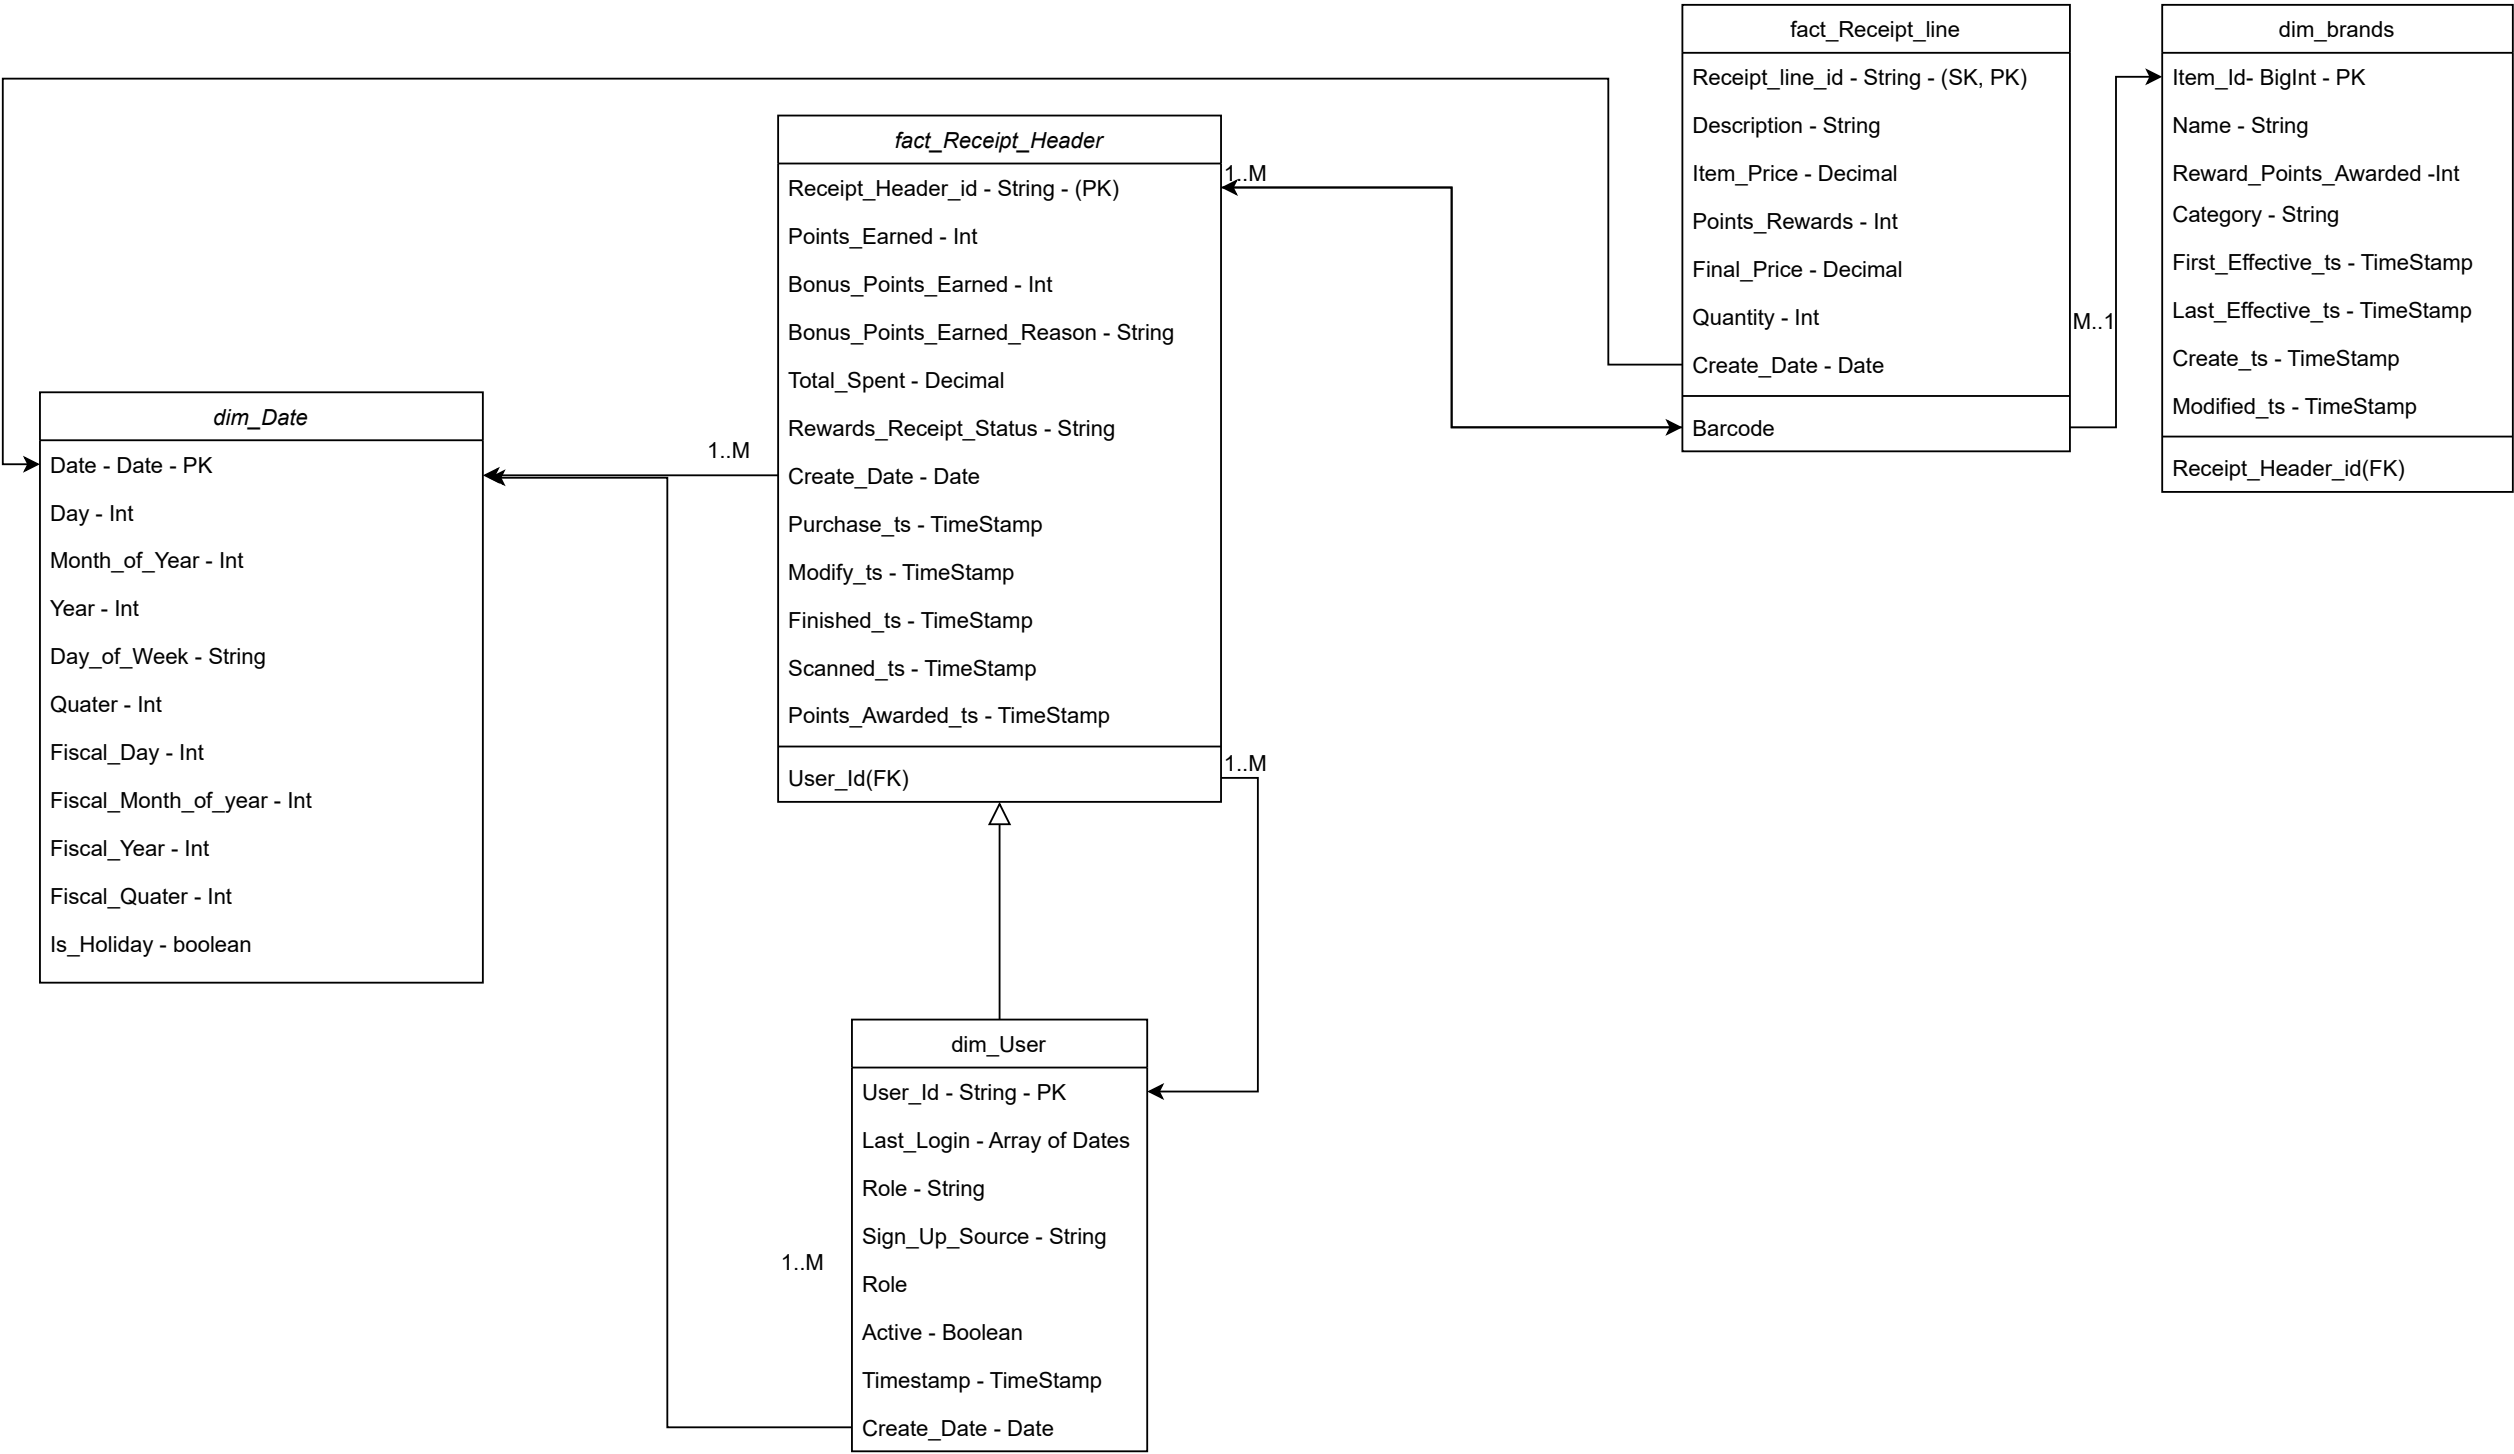 fact_Receipt_line
Receipt_line_id - String - (SK, PK)
Description - String
Item_Price - Decimal
Points_Rewards - Int
Final_Price - Decimal
Quantity - Int
Create_Date - Date
Barcode
M..1
dim_brands
Item_Id- BigInt - PK
Name - String
Reward_Points_Awarded -Int
Category - String
First_Effective_ts - TimeStamp
Last_Effective_ts - TimeStamp
Create_ts - TimeStamp
Modified_ts - TimeStamp
Receipt_Header_id(FK)
fact_Receipt_Header
Receipt_Header_id - String - (PK)
Points_Earned - Int
Bonus_Points_Earned - Int
Bonus_Points_Earned_Reason - String
Total_Spent - Decimal
Rewards_Receipt_Status - String
Create_Date - Date
Purchase_ts - TimeStamp
Modify_ts - TimeStamp
Finished_ts - TimeStamp
Scanned_ts - TimeStamp
Points_Awarded_ts - TimeStamp
User_Id(FK)
1..M
1..M
1..M
dim_Date
Date - Date - PK
Day - Int
Month_of_Year - Int
Year - Int
Day_of_Week - String
Quater - Int
Fiscal_Day - Int
Fiscal_Month_of_year - Int
Fiscal_Year - Int
Fiscal_Quater - Int
Is_Holiday - boolean
dim_User
User_Id - String - PK
Last_Login - Array of Dates
Role - String
Sign_Up_Source - String
Role
Active - Boolean
Timestamp - TimeStamp
Create_Date - Date
1..M